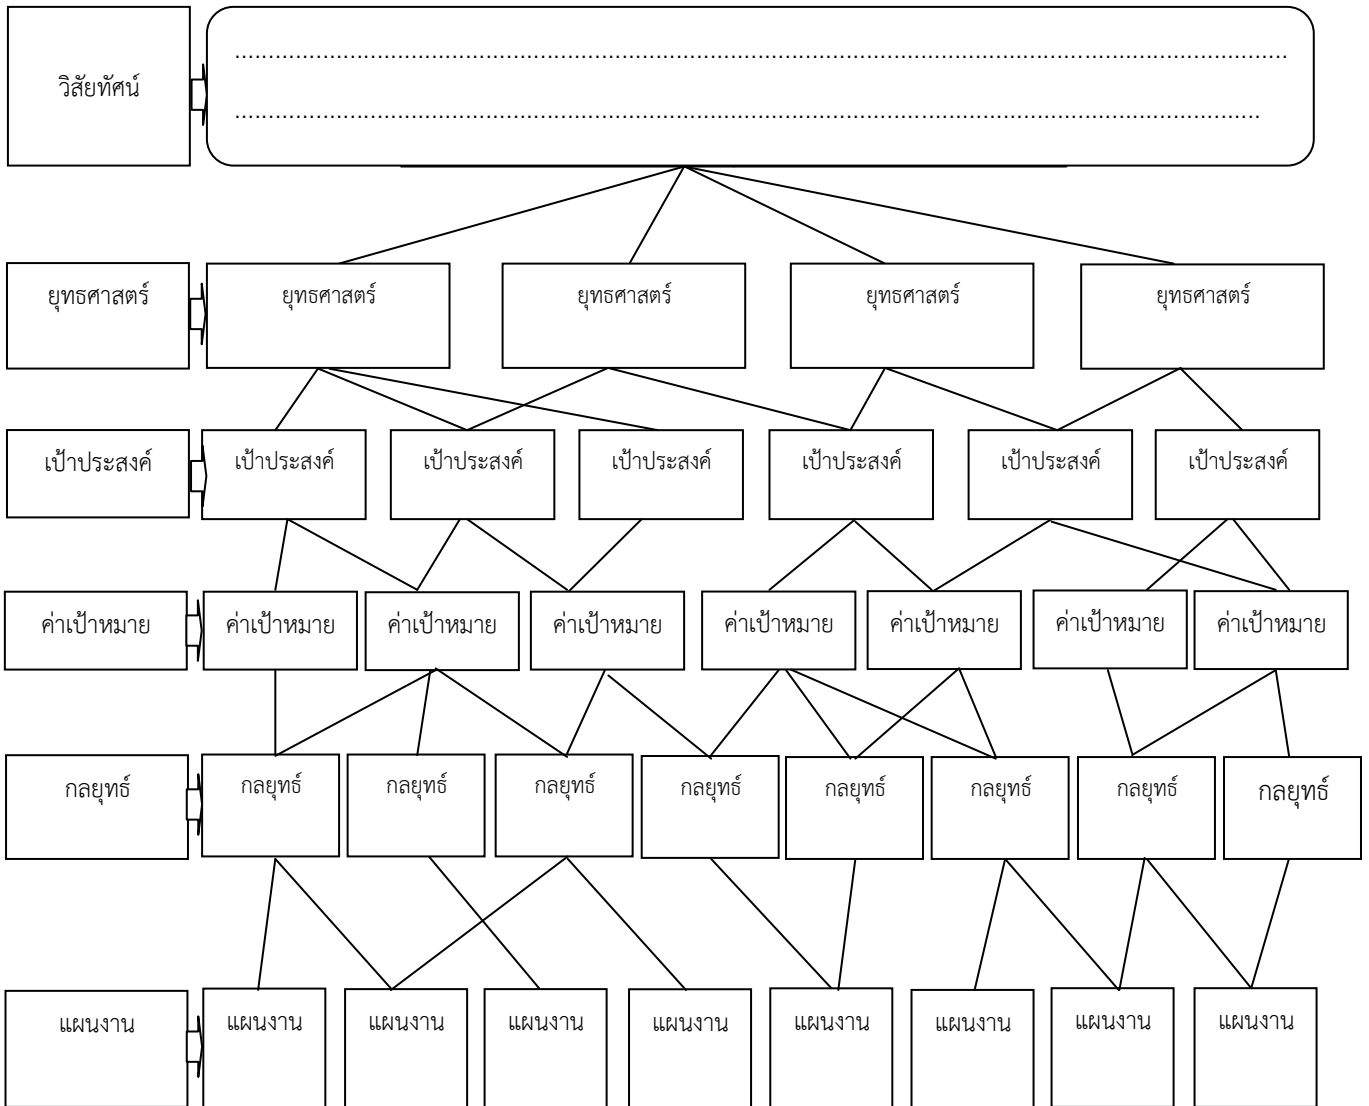 วิสัยทัศน์
................................................................................................................................................................
............................................................................................................................................................
ยุทธศาสตร์ ยุทธศาสตร์ ยุทธศาสตร์ ยุทธศาสตร์ ยุทธศาสตร์
เป้าประสงค์ เป้าประสงค์ เป้าประสงค์ เป้าประสงค์ เป้าประสงค์ เป้าประสงค์ เป้าประสงค์
ค่าเป้าหมาย ค่าเป้าหมาย ค่าเป้าหมาย ค่าเป้าหมาย ค่าเป้าหมาย ค่าเป้าหมาย ค่าเป้าหมาย ค่าเป้าหมาย
กลยุทธ์ กลยุทธ์ กลยุทธ์ กลยุทธ์ กลยุทธ์ กลยุทธ์ กลยุทธ์ กลยุทธ์ กลยุทธ์
แผนงาน แผนงาน แผนงาน แผนงาน แผนงาน แผนงาน แผนงาน แผนงาน แผนงาน